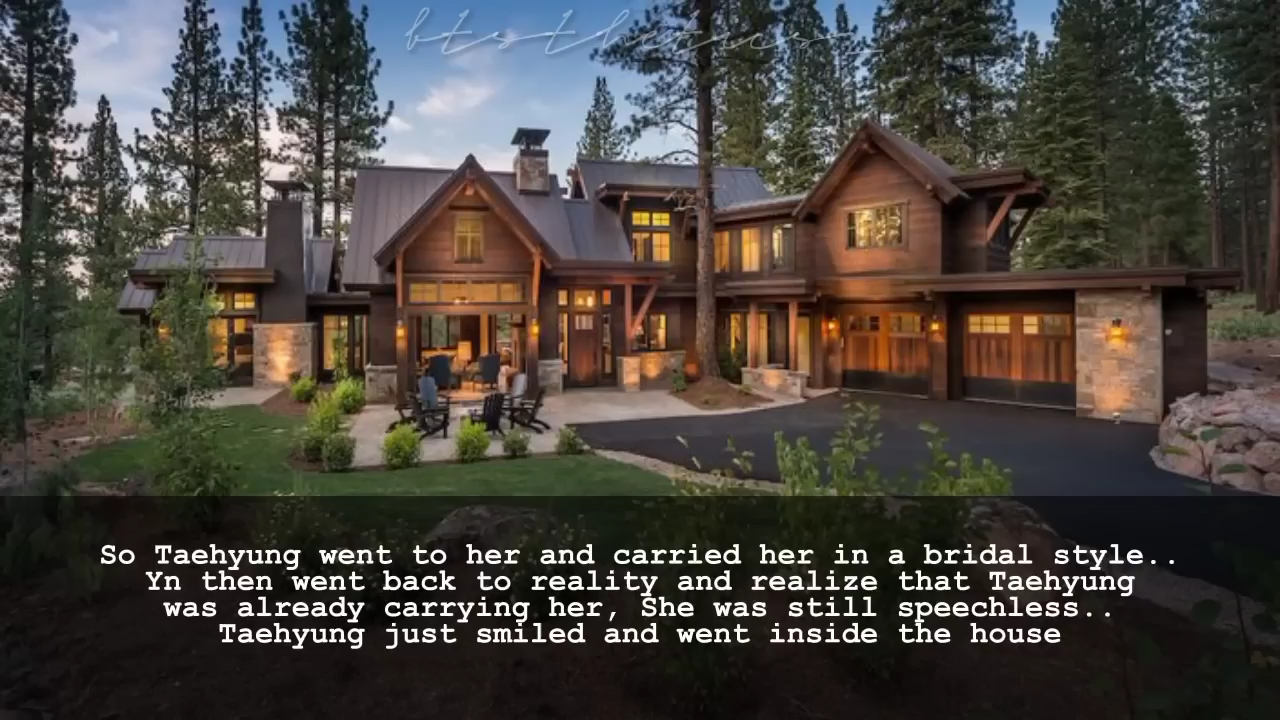 So Taehyung went to her and carried her in a bridal style..
Yn then went back to reality and realize that Taehyung
was already carrying her, She was still speechless..
Taehyung just smiled and went inside the house